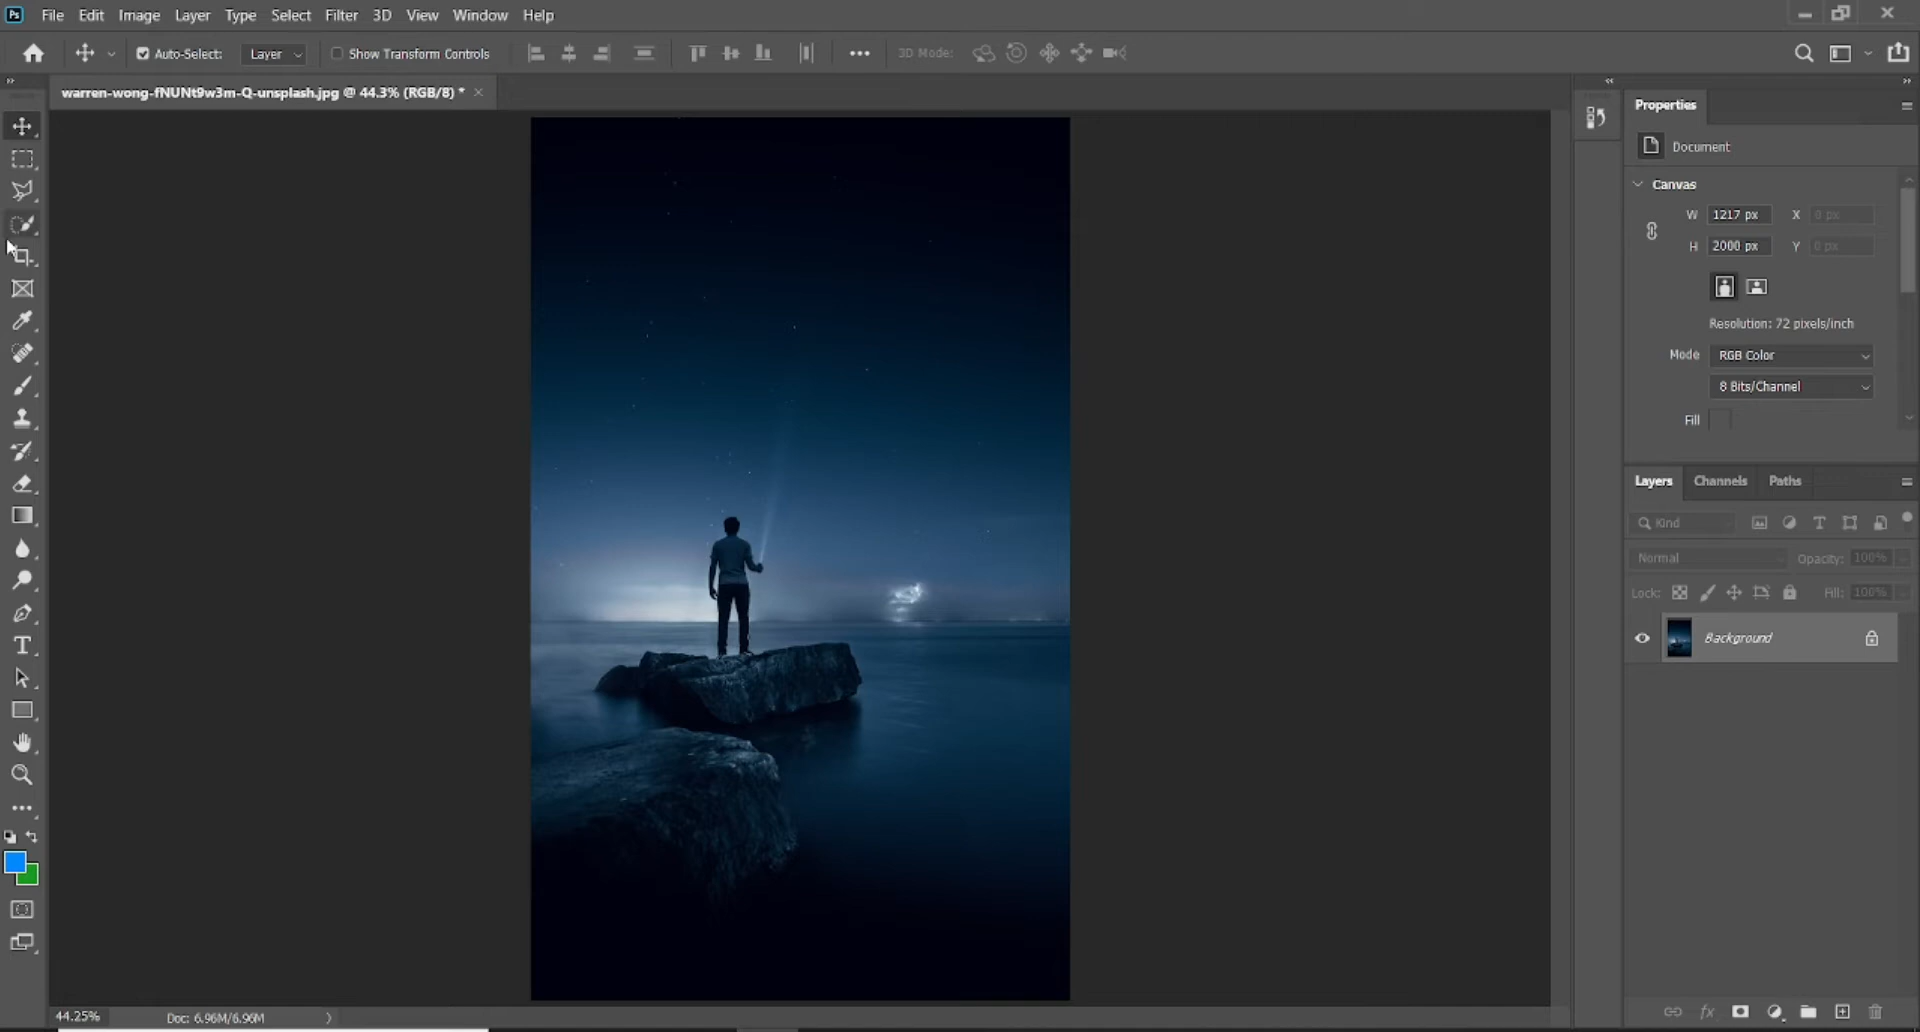 Ps File Edit Image Layer Type Select Filter 3D View Window Help
Auto-Select: Layer Show Transform Controls 3D Mode:
warren-wong-fNUNt9w3m-Q-unsplash.jpg @ 44.3% (RGB/8) *
Properties
Document
Canvas
W 1217 px X 0 px
H 2000 px Y 0 px
Resolution: 72 pixels/inch
Mode RGB Color
8 Bits/Channel
Fill
Layers Channels Paths
Kind
Normal Opacity: 100%
Lock: Fill: 100%
Background
44.25% Doc: 6.96M/6.96M